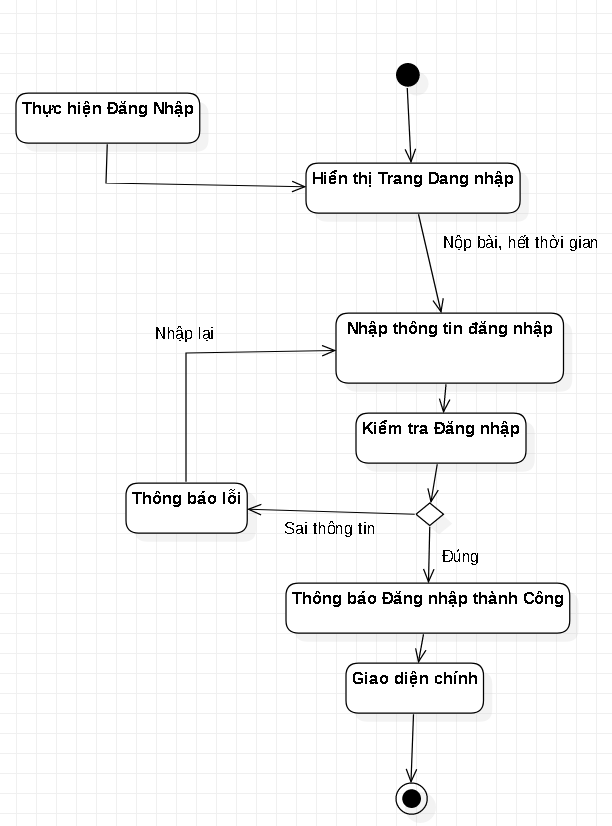 Thực hiện Đăng Nhập
Hiển thị Trang Dang nhập
Nộp bài, hết thời gian
Nhập thông tin đăng nhập
Nhập lại
Kiểm tra Đăng nhập
Thông báo lỗi
Sai thông tin
Đúng
Thông báo Đăng nhập thành Công
Giao diện chính